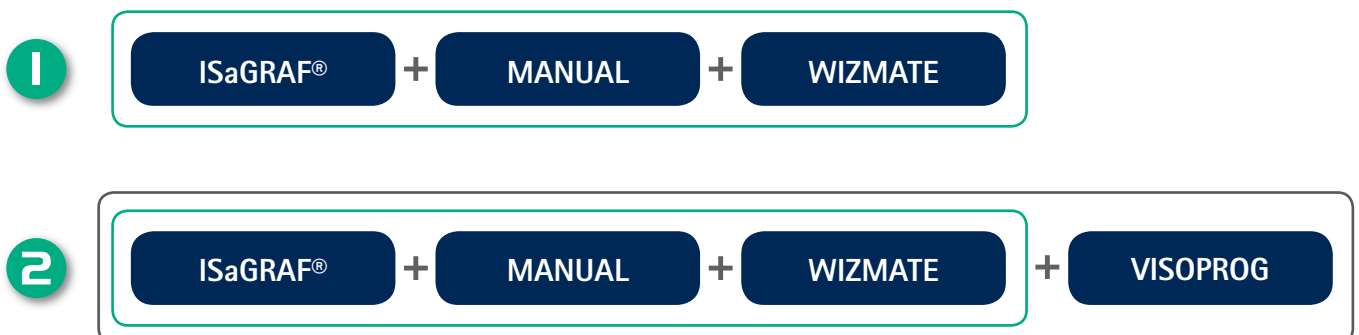 1 ISaGRAF® + MANUAL + WIZMATE
2 ISaGRAF® + MANUAL + WIZMATE + VISOPROG